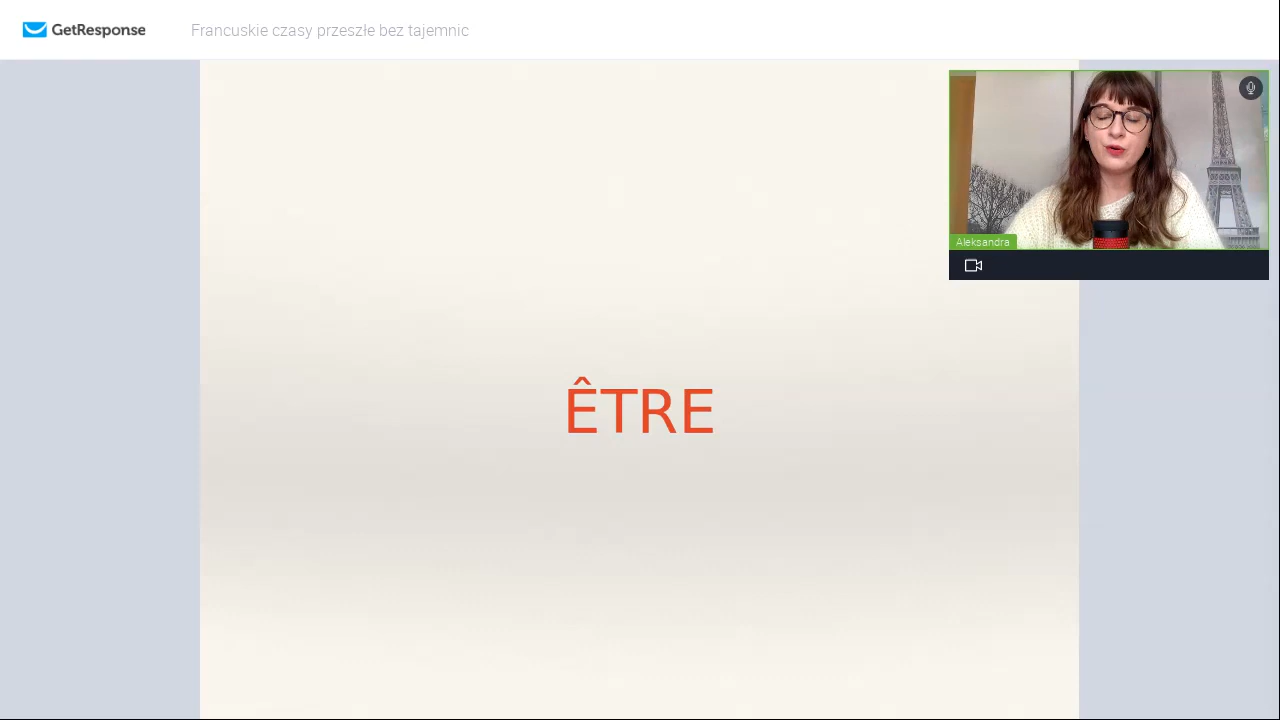 GetResponse
Francuskie czasy przeszłe bez tajemnic
Aleksandra
ÊTRE